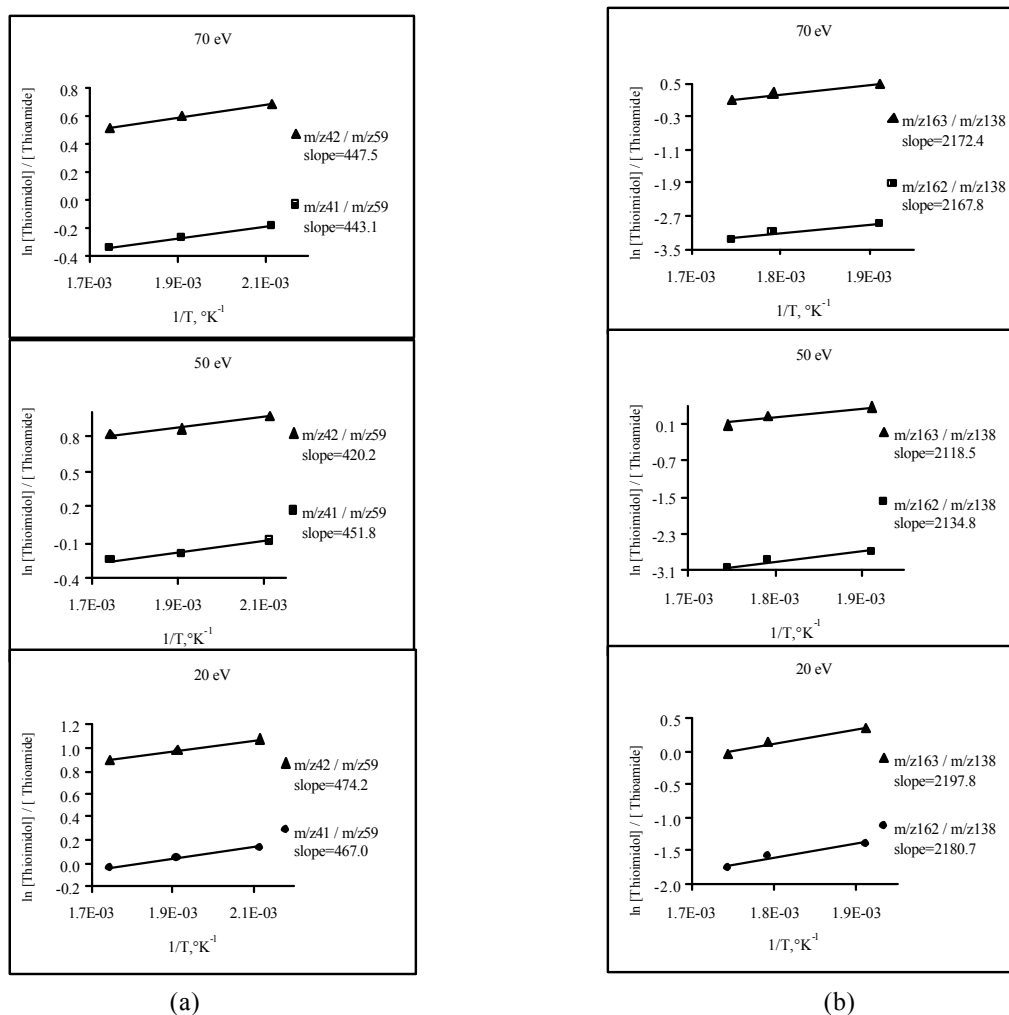 70 eV
ln [Thioimidol] / [ Thioamide]
0.8
0.6
0.4
0.2
0.0
-0.2
-0.4
1.7E-03
1.9E-03
2.1E-03
1/T, °K-1
m/z42 / m/z59
slope=447.5
m/z41 / m/z59
slope=443.1
50 eV
ln [Thioimidol] / [ Thioamide]
0.8
0.5
0.2
-0.1
-0.4
1.7E-03
1.9E-03
2.1E-03
1/T,°K-1
m/z42 / m/z59
slope=420.2
m/z41 / m/z59
slope=451.8
20 eV
ln [Thioimidol] / [ Thioamide]
1.2
1.0
0.8
0.6
0.4
0.2
0.0
-0.2
1.7E-03
1.9E-03
2.1E-03
1/T,°K-1
m/z42 / m/z59
slope=474.2
m/z41 / m/z59
slope=467.0
(a)
70 eV
ln [Thioimidol] / [Thioamide]
0.5
-0.3
-1.1
-1.9
-2.7
-3.5
1.7E-03
1.8E-03
1.9E-03
1/T, °K-1
m/z163 / m/z138
slope=2172.4
m/z162 / m/z138
slope=2167.8
50 eV
ln [Thioimidol] / [Thioamide]
0.1
-0.7
-1.5
-2.3
-3.1
1.7E-03
1.8E-03
1.9E-03
1/T,°K-1
m/z163 / m/z138
slope=2118.5
m/z162 / m/z138
slope=2134.8
20 eV
ln [Thioimidol] / [Thioamide]
0.5
0.0
-0.5
-1.0
-1.5
-2.0
1.7E-03
1.8E-03
1.9E-03
1/T,°K-1
m/z163 / m/z138
slope=2197.8
m/z162 / m/z138
slope=2180.7
(b)